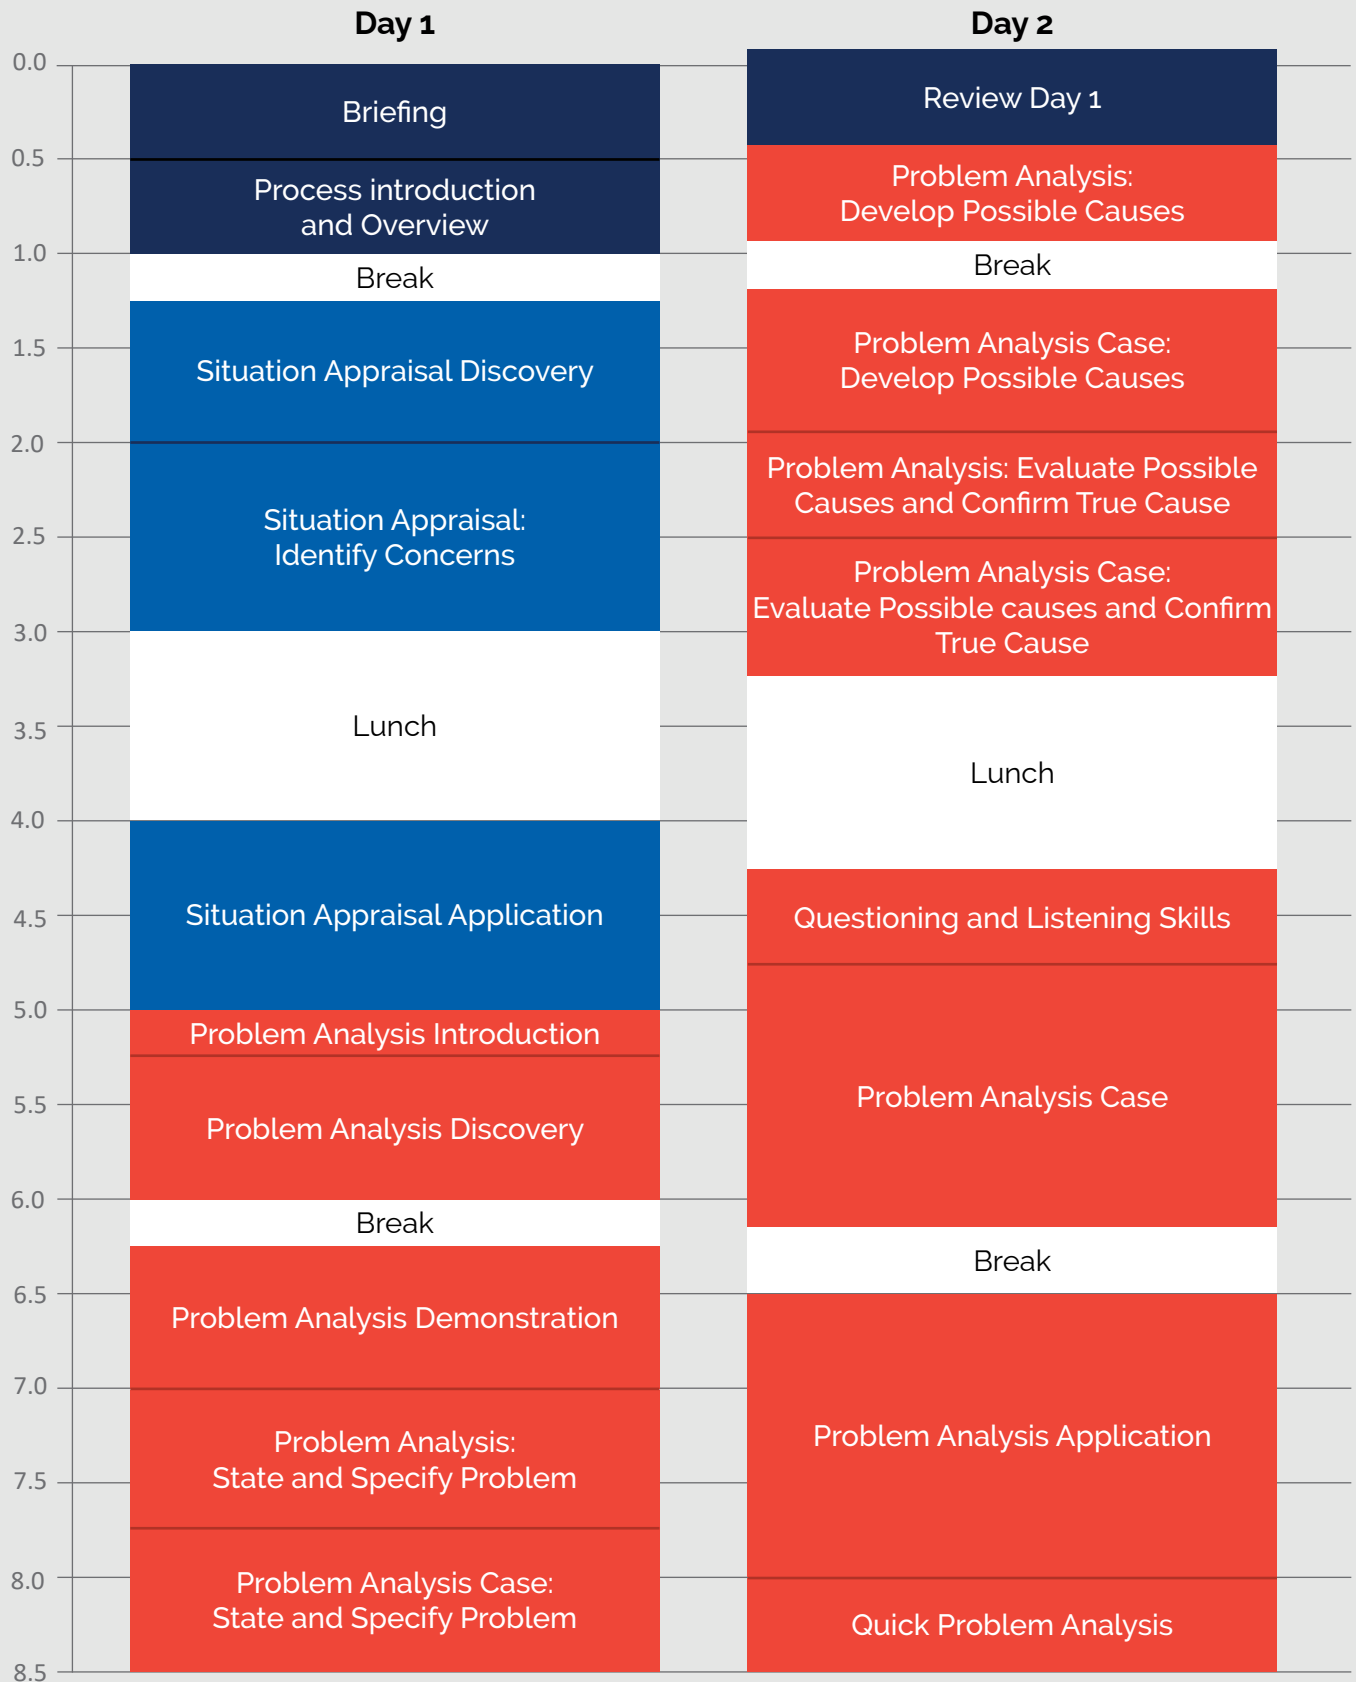 Day 1
Day 2
0.0
0.5
1.0
1.5
2.0
2.5
3.0
3.5
4.0
4.5
5.0
5.5
6.0
6.5
7.0
7.5
8.0
8.5
Briefing
Process introduction
and Overview
Break
Situation Appraisal Discovery
Situation Appraisal:
Identify Concerns
Lunch
Situation Appraisal Application
Problem Analysis Introduction
Problem Analysis Discovery
Break
Problem Analysis Demonstration
Problem Analysis:
State and Specify Problem
Problem Analysis Case:
State and Specify Problem
Review Day 1
Problem Analysis:
Develop Possible Causes
Break
Problem Analysis Case:
Develop Possible Causes
Problem Analysis: Evaluate Possible
Causes and Confirm True Cause
Problem Analysis Case:
Evaluate Possible causes and Confirm
True Cause
Lunch
Questioning and Listening Skills
Problem Analysis Case
Break
Problem Analysis Application
Quick Problem Analysis